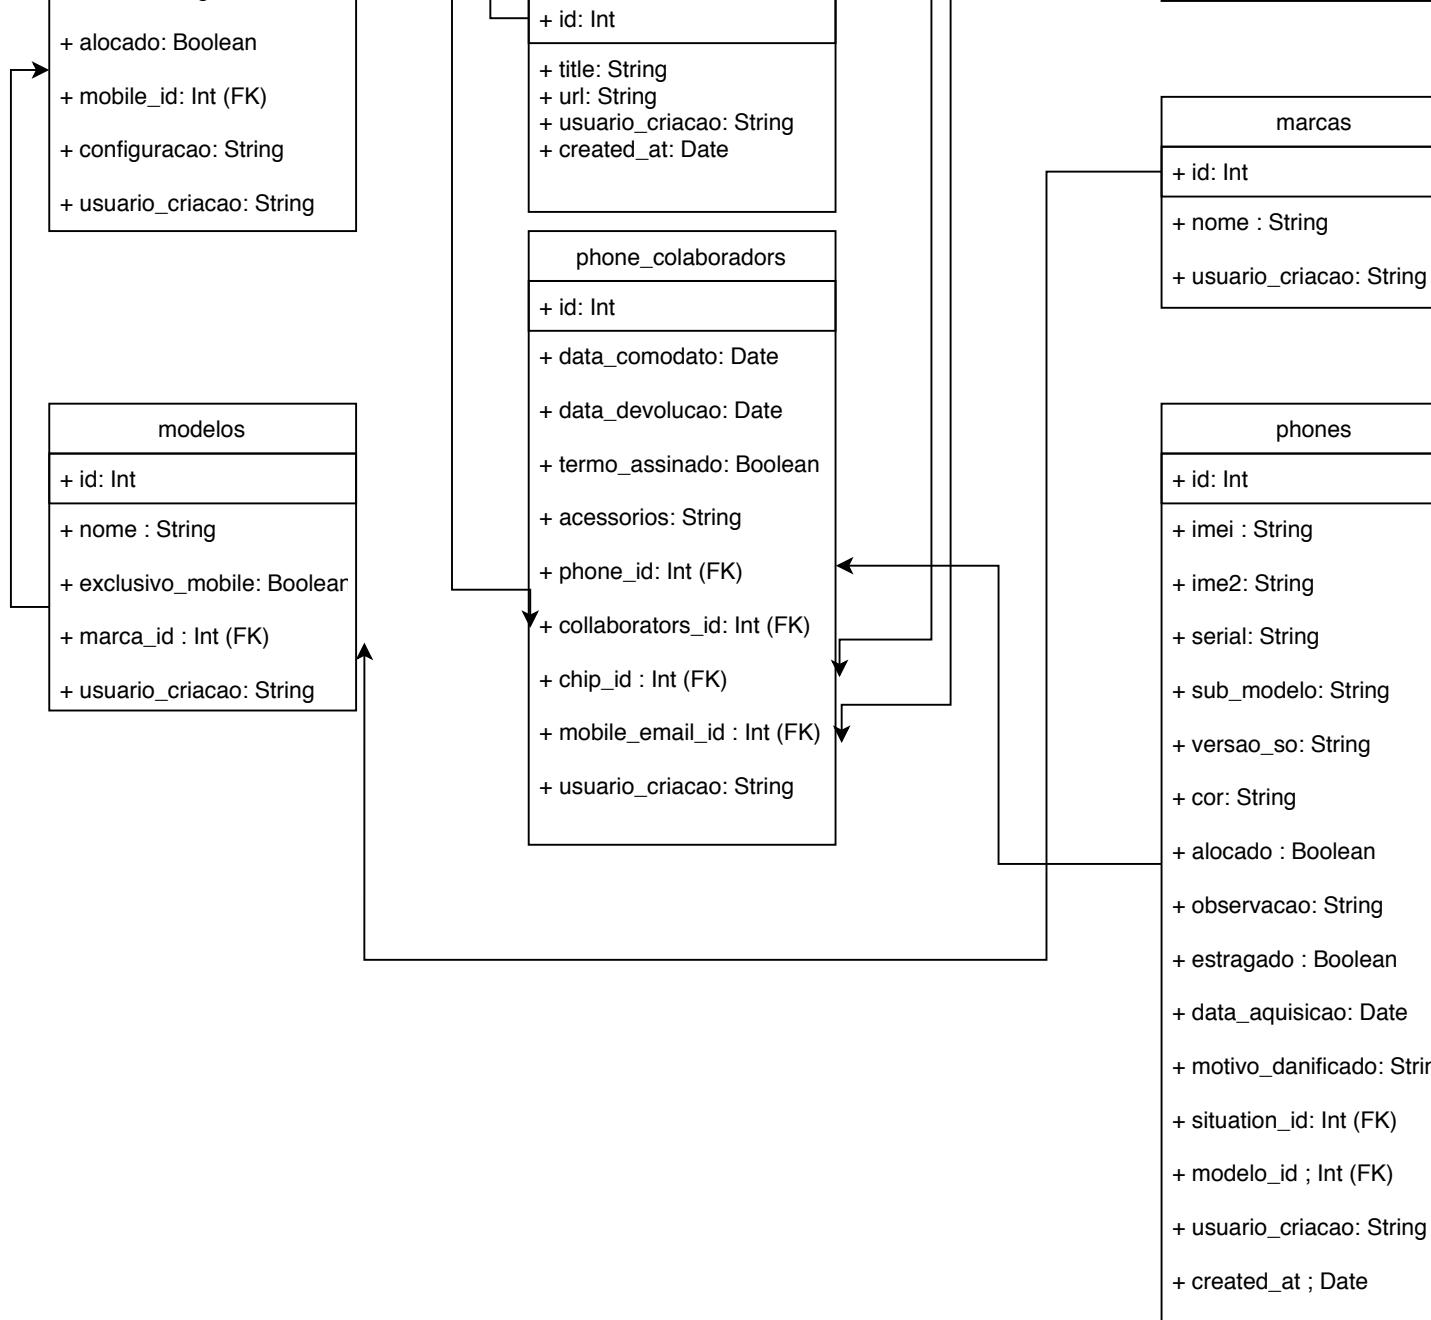 + alocado: Boolean
+ mobile_id: Int (FK)
+ configuracao: String
+ usuario_criacao: String
+ id: Int
+ title: String
+ url: String
+ usuario_criacao: String
+ created_at: Date
marcas
+ id: Int
+ nome : String
+ usuario_criacao: String
phone_colaboradors
+ id: Int
+ data_comodato: Date
+ data_devolucao: Date
+ termo_assinado: Boolean
+ acessorios: String
+ phone_id: Int (FK)
+ collaborators_id: Int (FK)
+ chip_id : Int (FK)
+ mobile_email_id : Int (FK)
+ usuario_criacao: String
modelos
+ id: Int
+ nome : String
+ exclusivo_mobile: Boolean
+ marca_id : Int (FK)
+ usuario_criacao: String
phones
+ id: Int
+ imei : String
+ ime2: String
+ serial: String
+ sub_modelo: String
+ versao_so: String
+ cor: String
+ alocado : Boolean
+ observacao: String
+ estragado : Boolean
+ data_aquisicao: Date
+ motivo_danificado: Strin
+ situation_id: Int (FK)
+ modelo_id ; Int (FK)
+ usuario_criacao: String
+ created_at ; Date